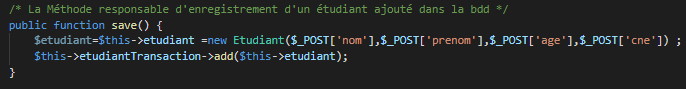 /* La Méthode responsable d'enregistrement d'un étudiant ajouté dans la bdd */
public function save() {
$etudiant=$this->etudiant =new Etudiant($_POST['nom'],$_POST['prenom'],$_POST['age'],$_POST['cne']) ;
$this->etudiantTransaction->add($this->etudiant);
}